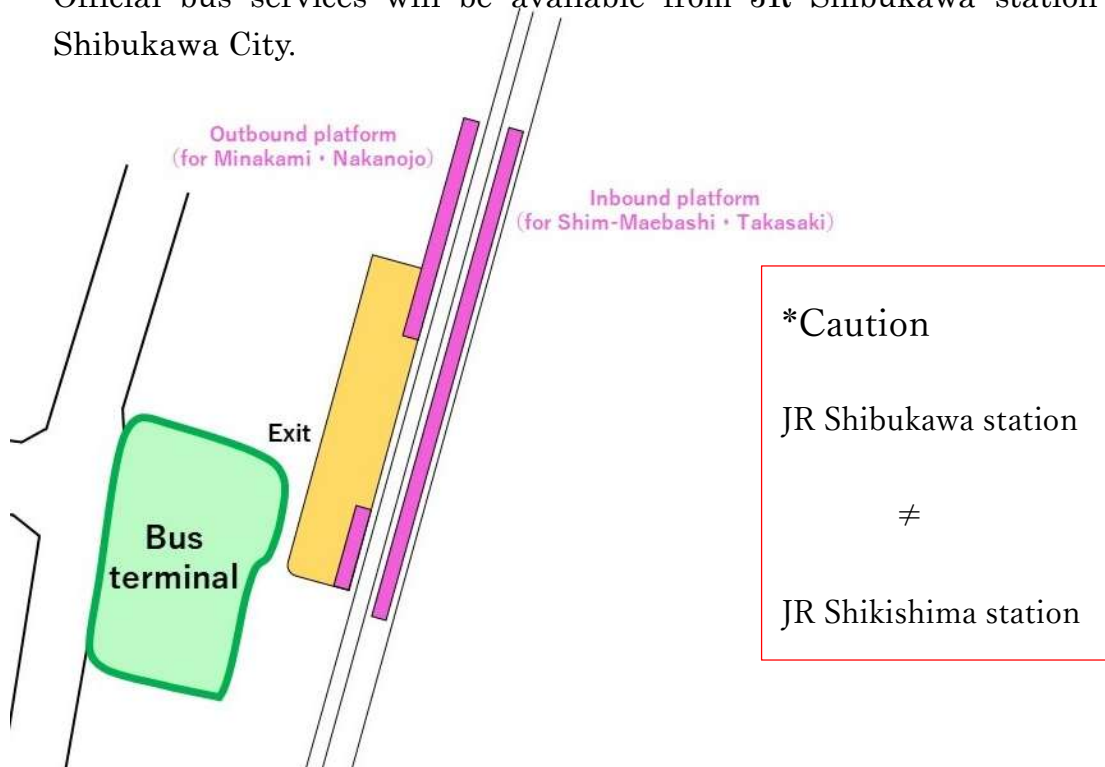 Official bus services will be available from JR Shibukawa station
Shibukawa City.
Outbound platform
(for Minakami・Nakanojo)
Inbound platform
(for Shim-Maebashi・Takasaki)
*Caution
JR Shibukawa station
≠
JR Shikishima station
Exit
Bus
terminal